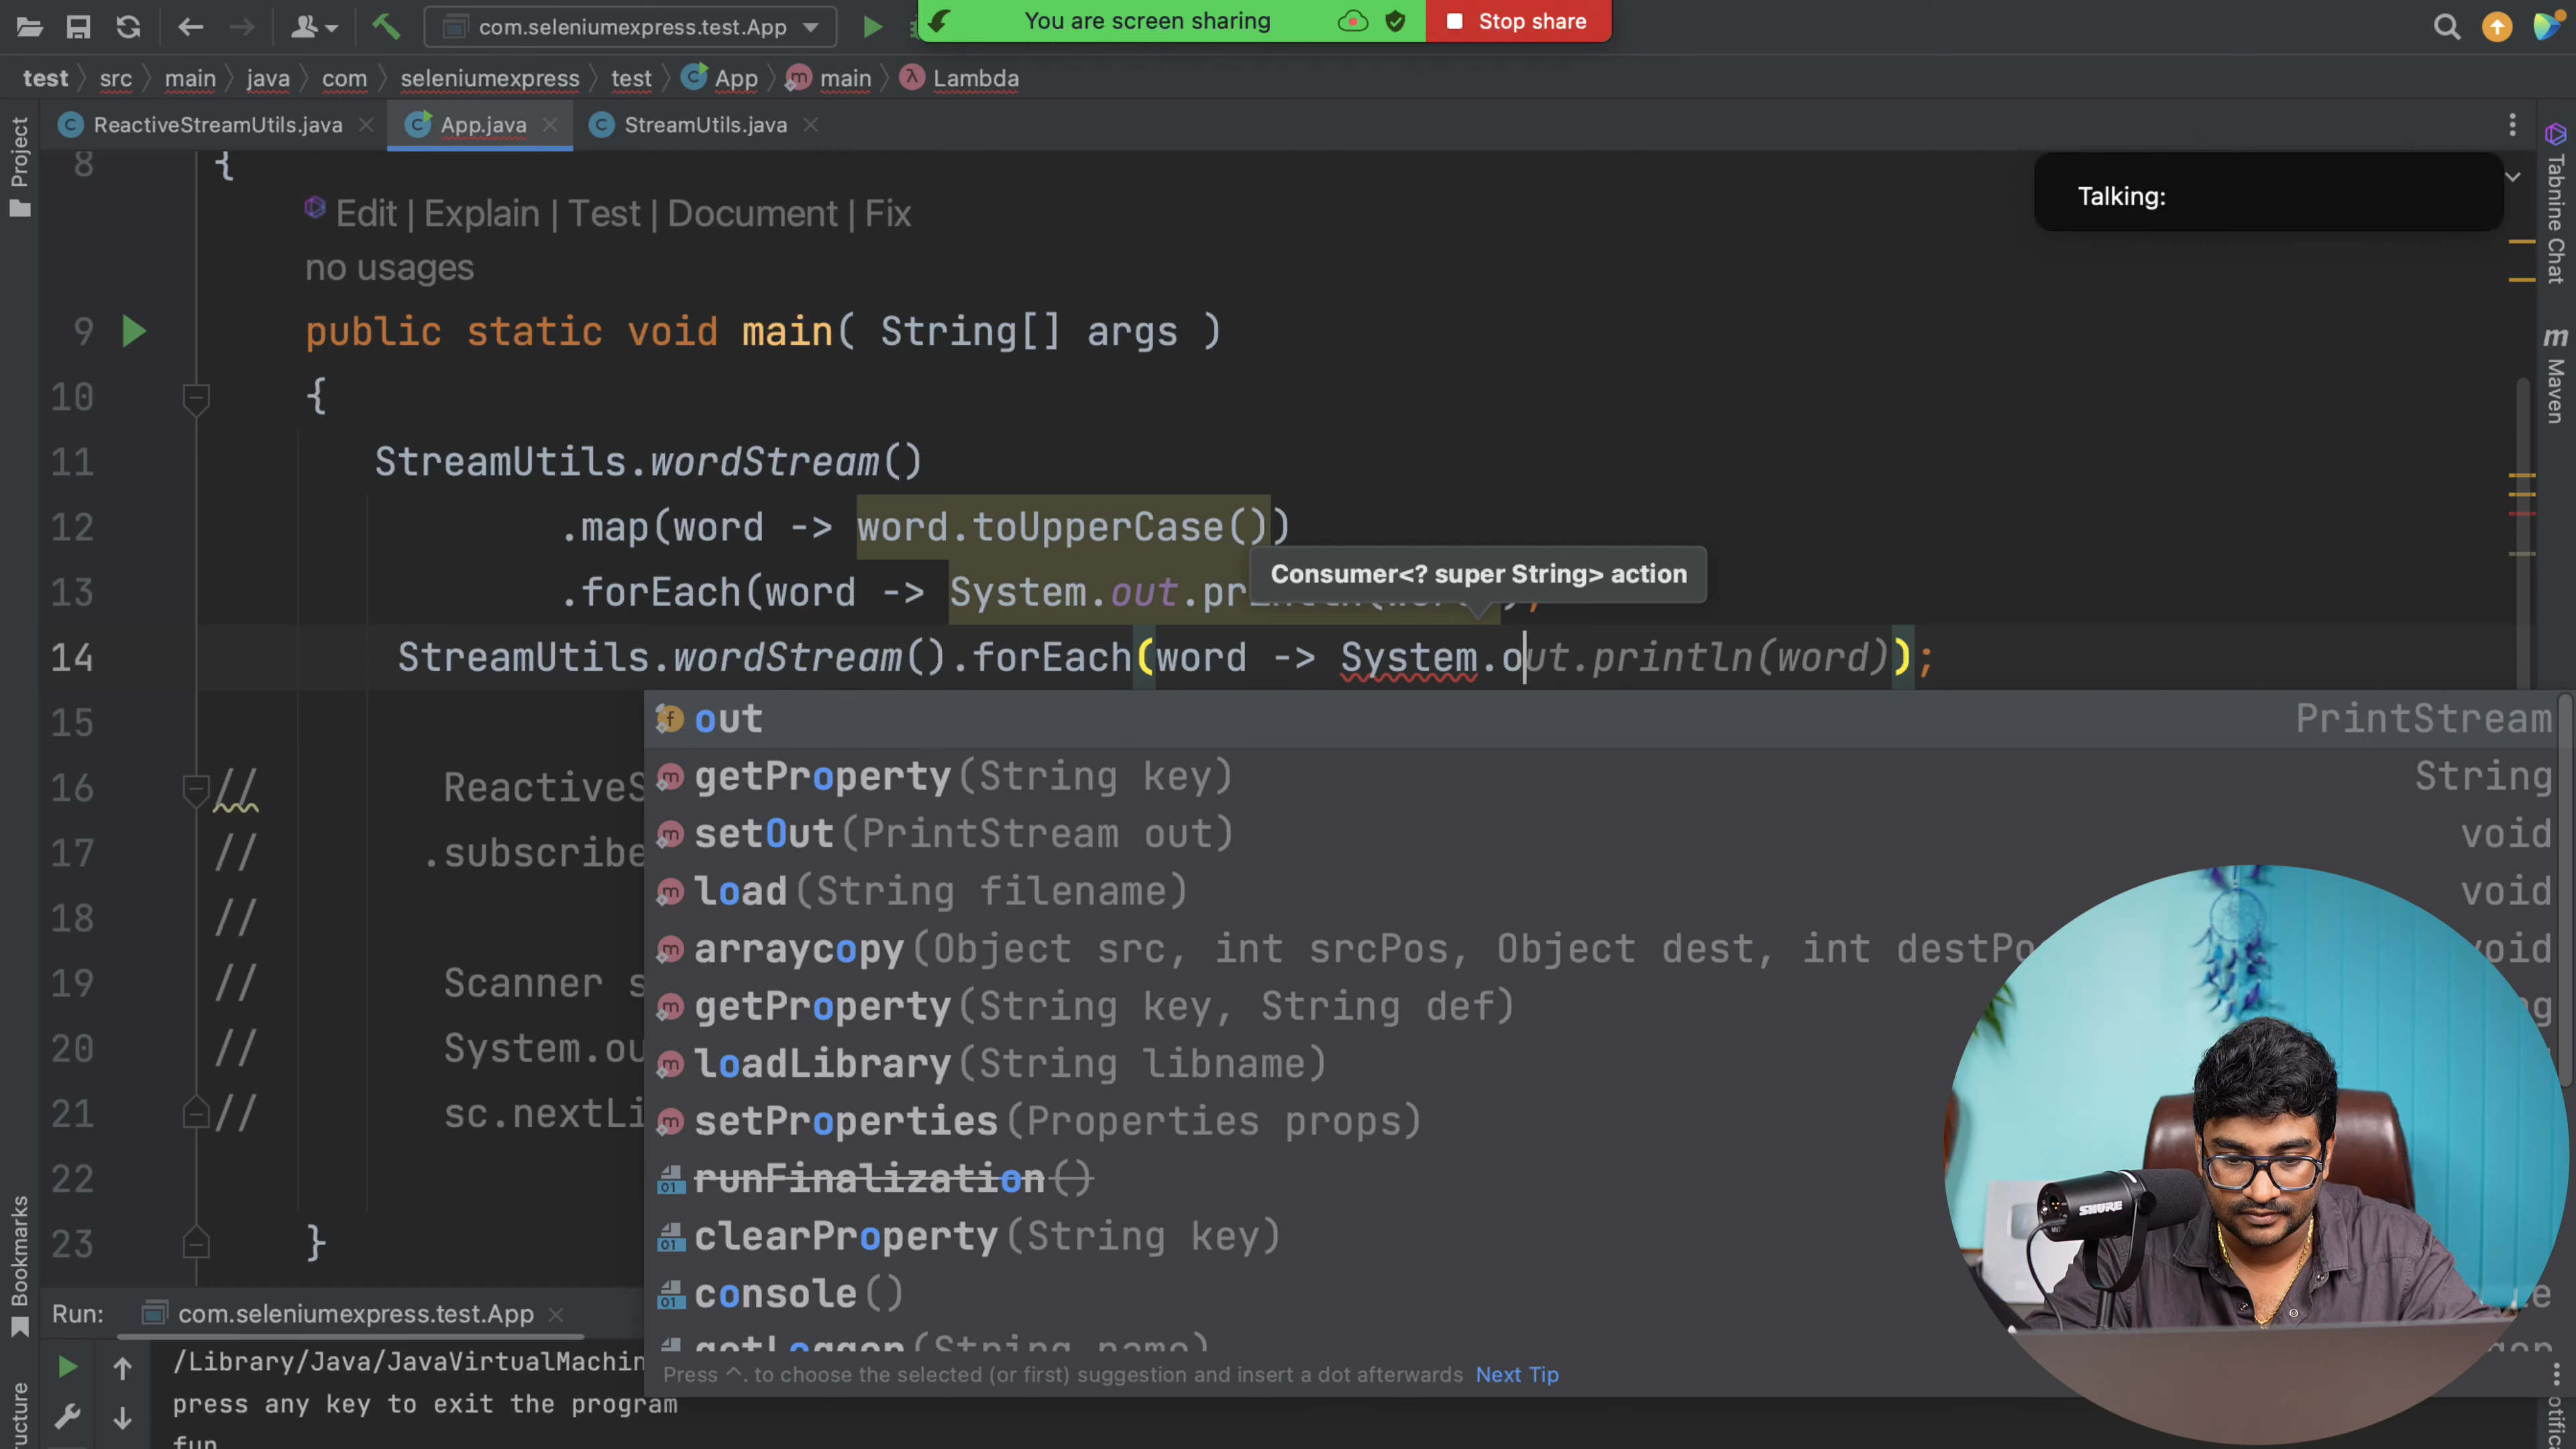 com.seleniumexpress.test.App
You are screen sharing
Stop share
test
src
main
java
com
seleniumexpress
test
App
main
Lambda
Project
ReactiveStreamUtils.java
App.java
StreamUtils.java
Talking:
Tabnine Chat
Maven
8 {
Edit | Explain | Test | Document | Fix
no usages
9 public static void main( String[] args )
10 {
11 StreamUtils.wordStream()
12 .map(word -> word.toUpperCase())
Consumer<? super String> action
13 .forEach(word -> System.out.
14 StreamUtils.wordStream().forEach(word -> System.out.println(word));
15
16 // ReactiveS
17 // .subscribe
18 //
19 // Scanner s
20 // System.ou
21 // sc.nextLi
22
23 }
out PrintStream
getProperty(String key) String
setOut(PrintStream out) void
load(String filename) void
arraycopy(Object src, int srcPos, Object dest, int destPo
getProperty(String key, String def)
loadLibrary(String libname)
setProperties(Properties props)
runFinalization()
clearProperty(String key)
console()
getLogger(String name)
Press ^. to choose the selected (or first) suggestion and insert a dot afterwards Next Tip
Bookmarks
Run: com.seleniumexpress.test.App
/Library/Java/JavaVirtualMachin
press any key to exit the program
fun
SHURE